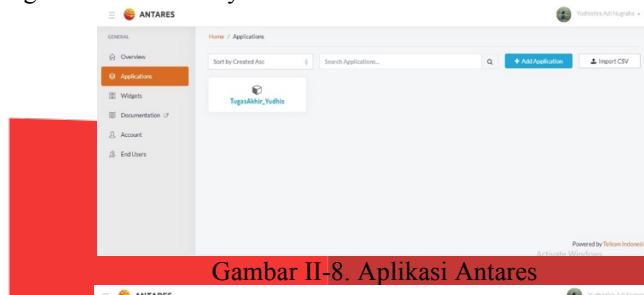 ANTARES
Yudhistira Adi Nugraha
GENERAL
Home / Applications
Overview
Sort by Created Asc
Search Applications...
+ Add Application
Import CSV
Applications
TugasAkhir_Yudhis
Widgets
Documentation
Account
End Users
Powered by Telkom Indonesia
Activate Windows
Gambar II-8. Aplikasi Antares
ANTARES